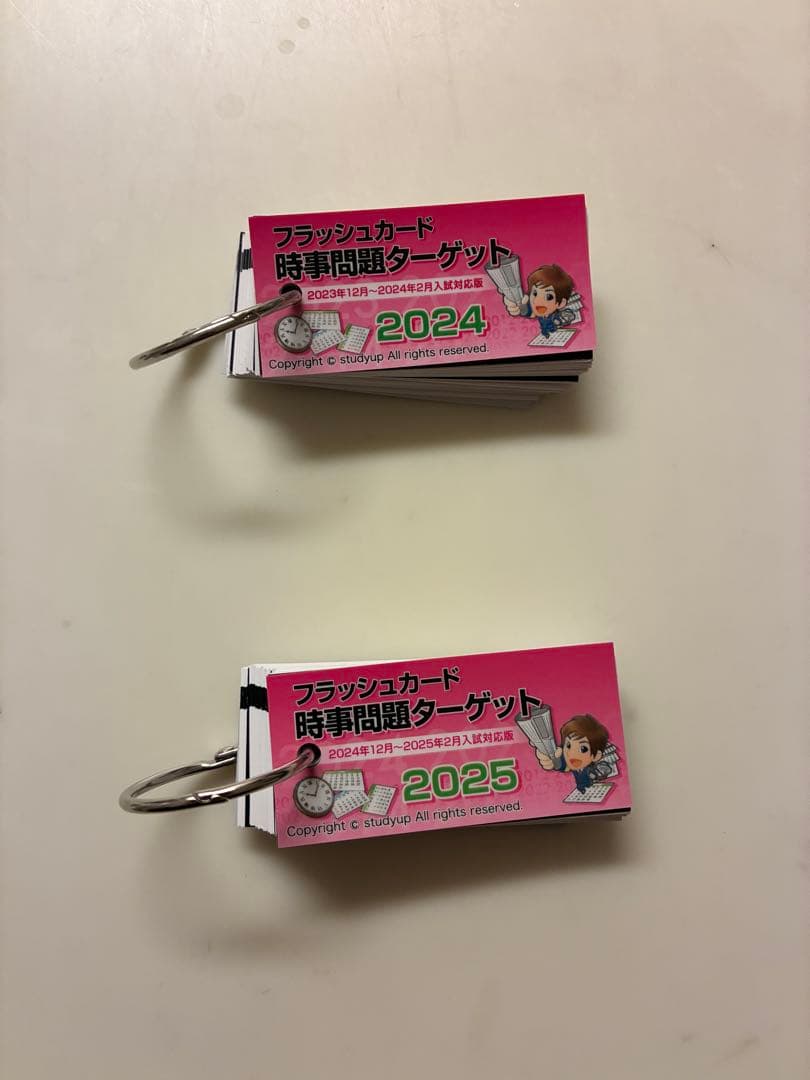 フラッシュカード
時事問題ターゲット
2023年12月～2024年2月入試対応版
2024
Copyright © studyup All rights reserved.
フラッシュカード
時事問題ターゲット
2024年12月～2025年2月入試対応版
2025
Copyright © studyup All rights reserved.